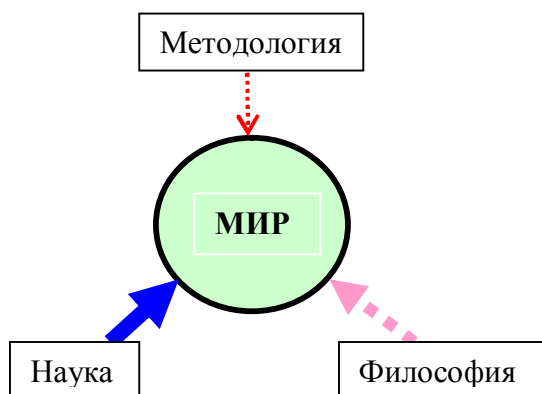 Методология
МИР
Наука
Философия